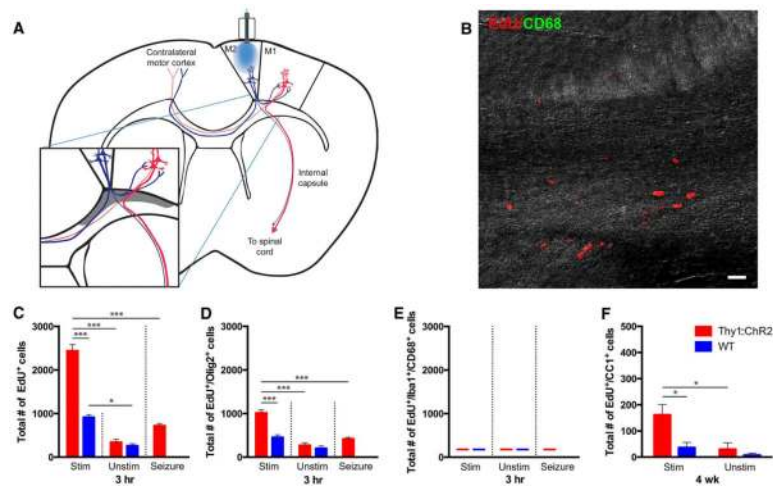 A
B
M2
M1
Contralateral
motor cortex
Internal
capsule
To spinal
cord
EdU/CD68
C
D
E
F
Total # of EdU⁺ cells
3000
2000
1000
0
Stim
Unstim
Seizure
3 hr
***
***
***
*
Total # of EdU⁺/Olig2⁺ cells
3000
2000
1000
0
Stim
Unstim
Seizure
3 hr
***
***
***
Total # of EdU⁺/Iba1⁺/CD68⁺ cells
3000
2000
1000
0
Stim
Unstim
Seizure
3 hr
Total # of EdU⁺/CC1⁺ cells
500
400
300
200
100
0
Stim
Unstim
4 wk
*
*
Thy1::ChR2
WT